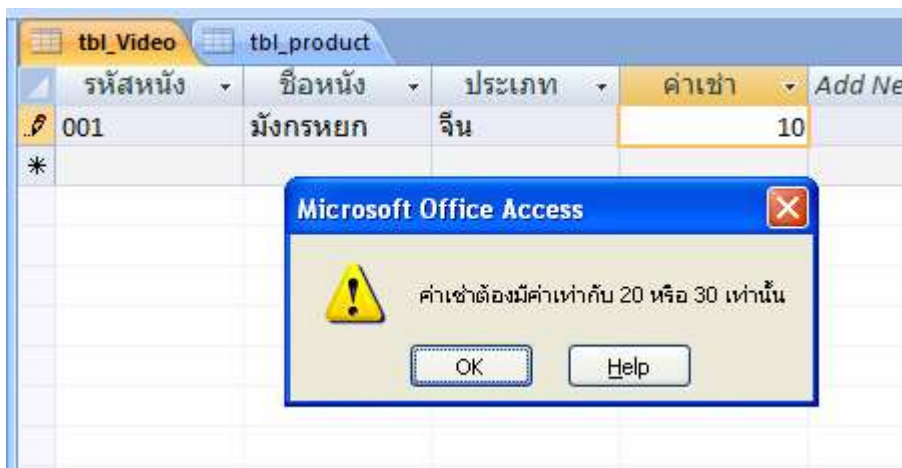 tbl_Video tbl_product
รหัสหนัง ชื่อหนัง ประเภท ค่าเช่า Add Ne
001 มังกรหยก จีน 10
Microsoft Office Access
ค่าเช่าต้องมีค่าเท่ากับ 20 หรือ 30 เท่านั้น
OK Help